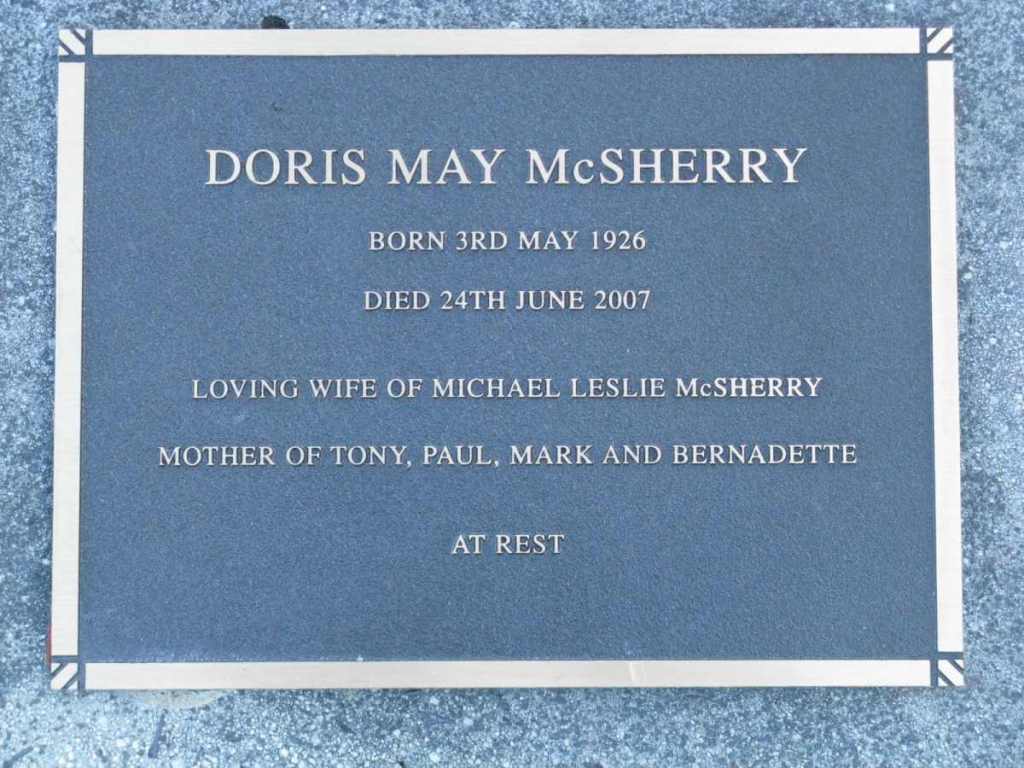 DORIS MAY McSHERRY
BORN 3RD MAY 1926
DIED 24TH JUNE 2007
LOVING WIFE OF MICHAEL LESLIE McSHERRY
MOTHER OF TONY, PAUL, MARK AND BERNADETTE
AT REST